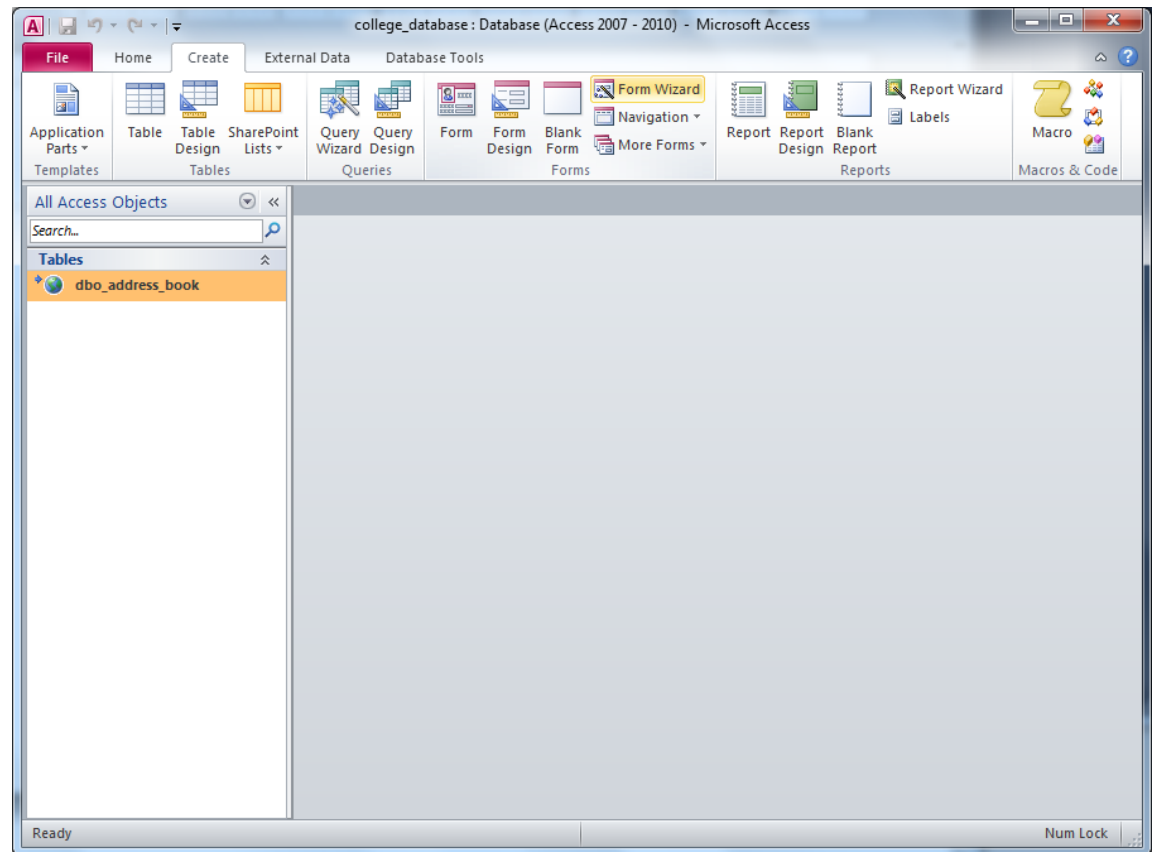 college_database : Database (Access 2007 - 2010) - Microsoft Access
File Home Create External Data Database Tools
Application Parts
Table
Table Design
SharePoint Lists
Query Wizard
Query Design
Form
Form Design
Blank Form
Form Wizard
Navigation
More Forms
Report
Report Design
Blank Report
Report Wizard
Labels
Macro
Templates Tables Queries Forms Reports Macros & Code
All Access Objects
Search...
Tables
dbo_address_book
Ready Num Lock